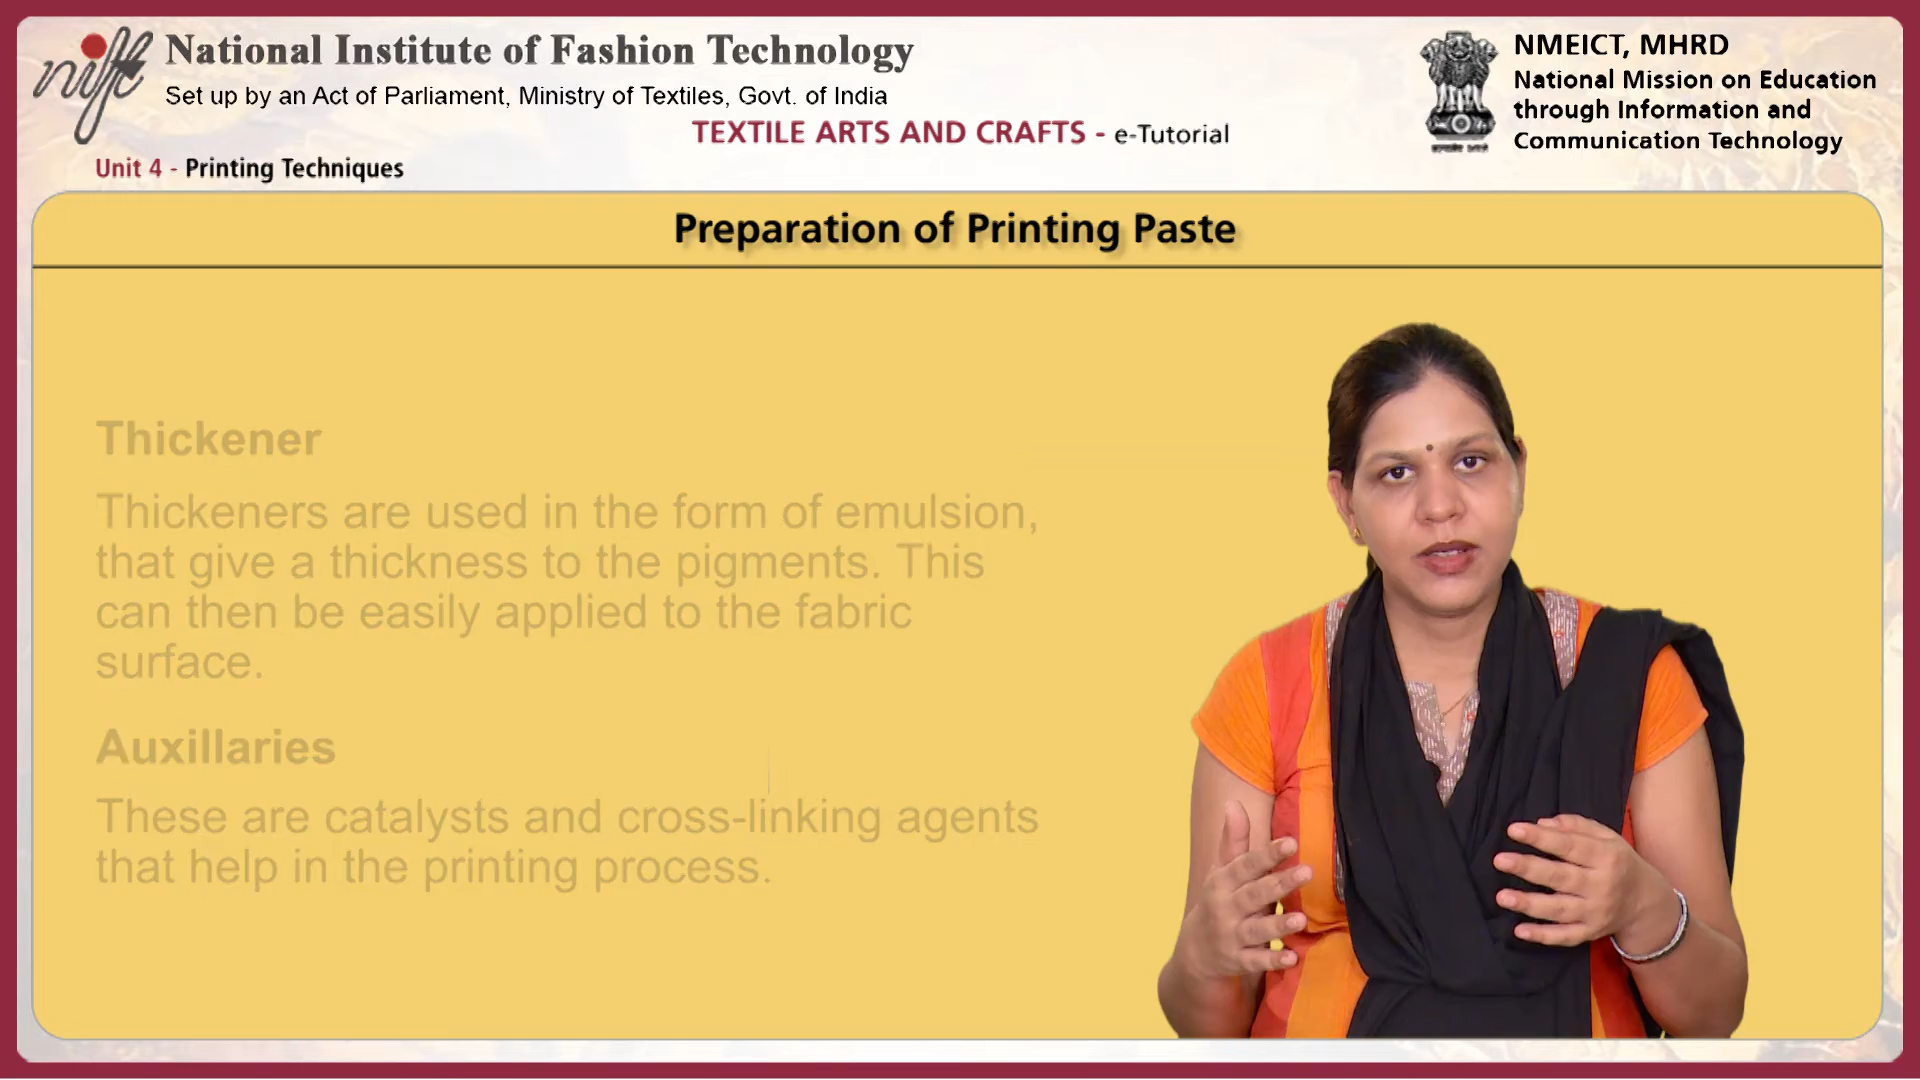 nift
National Institute of Fashion Technology
Set up by an Act of Parliament, Ministry of Textiles, Govt. of India
TEXTILE ARTS AND CRAFTS - e-Tutorial
NMEICT, MHRD
National Mission on Education
through Information and
Communication Technology
Unit 4 - Printing Techniques
Preparation of Printing Paste
Thickener
Thickeners are used in the form of emulsion,
that give a thickness to the pigments. This
can then be easily applied to the fabric
surface.
Auxillaries
These are catalysts and cross-linking agents
that help in the printing process.